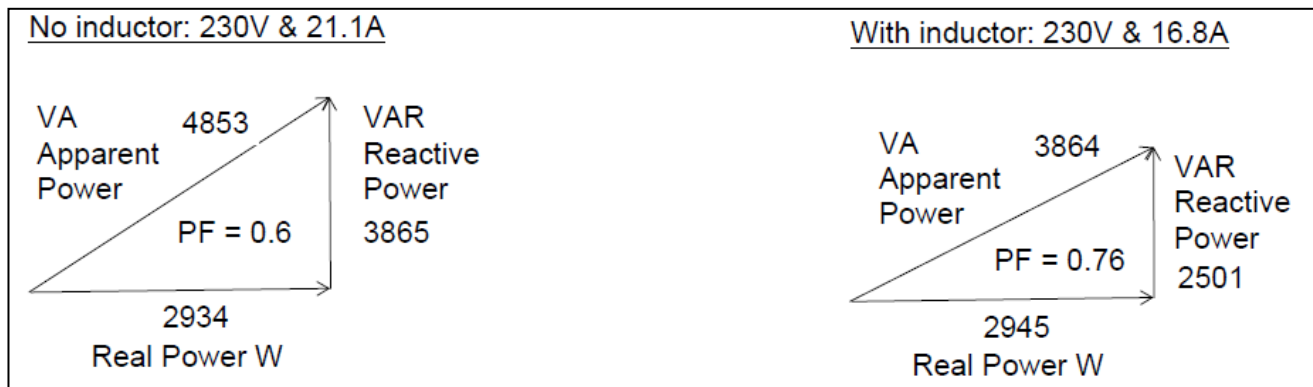 No inductor: 230V & 21.1A
VA
Apparent
Power
4853
VAR
Reactive
Power
3865
PF = 0.6
2934
Real Power W
With inductor: 230V & 16.8A
VA
Apparent
Power
3864
VAR
Reactive
Power
2501
PF = 0.76
2945
Real Power W